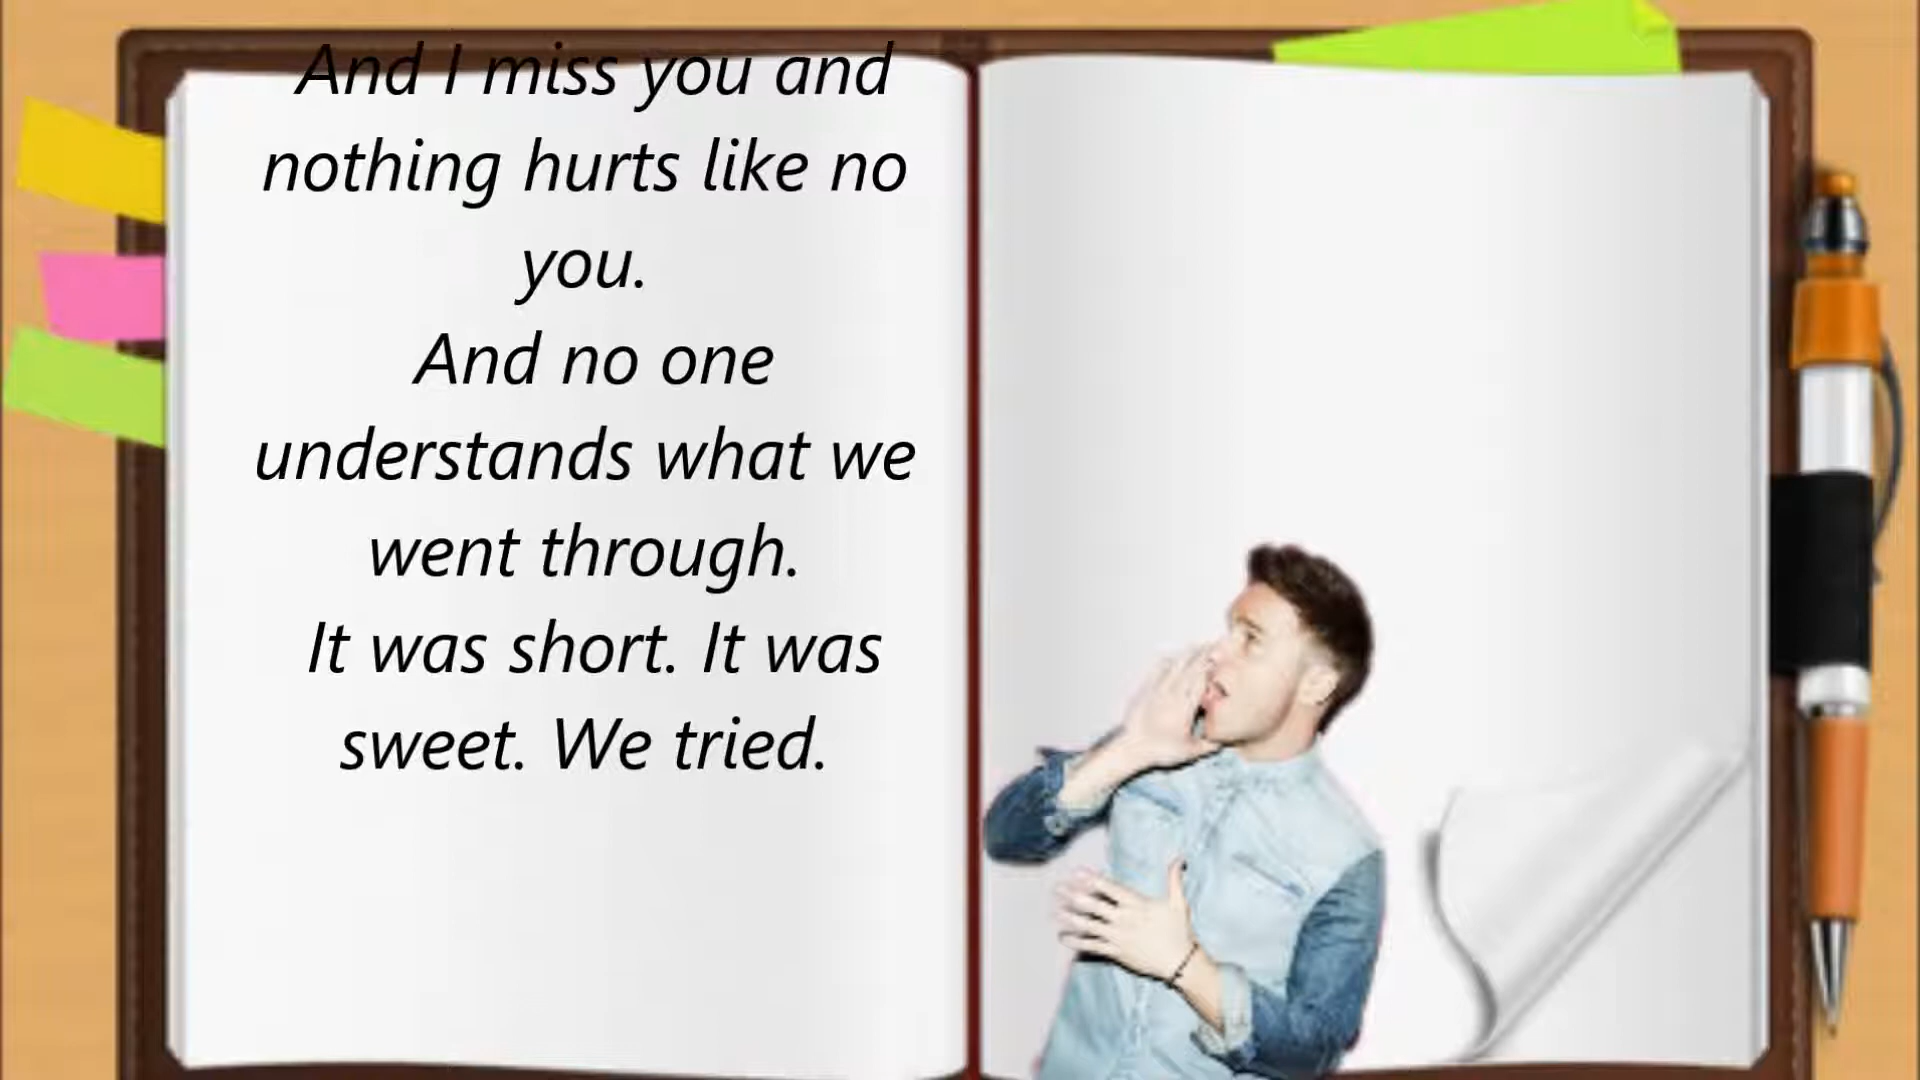 And I miss you and
nothing hurts like no
you.
And no one
understands what we
went through.
It was short. It was
sweet. We tried.